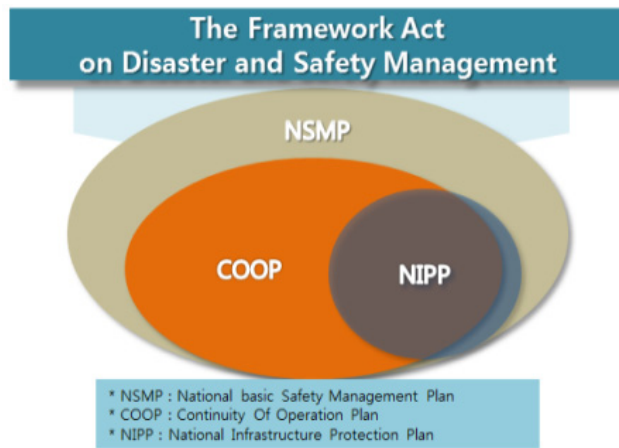 The Framework Act
on Disaster and Safety Management
NSMP
COOP
NIPP
* NSMP : National basic Safety Management Plan
* COOP : Continuity Of Operation Plan
* NIPP : National Infrastructure Protection Plan